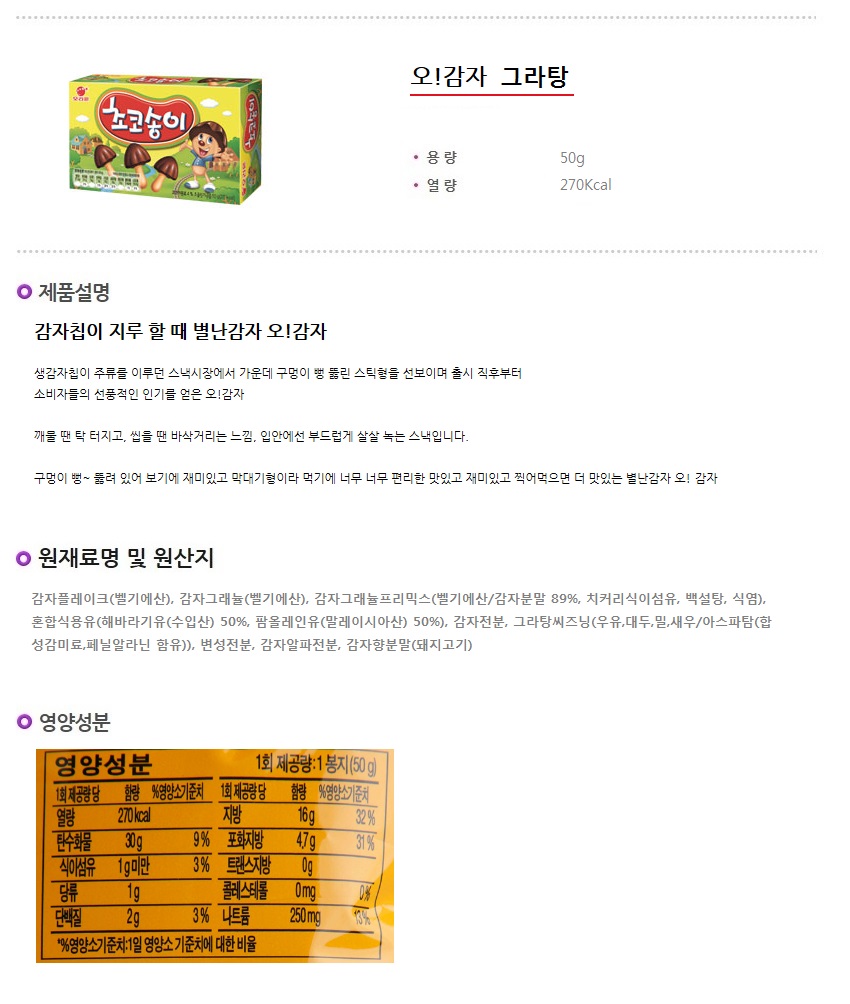 오리온
초코송이
오!감자 그라탕
• 용 량 50g
• 열 량 270Kcal
제품설명
감자칩이 지루 할 때 별난감자 오!감자
생감자칩이 주류를 이루던 스낵시장에서 가운데 구멍이 뻥 뚫린 스틱형을 선보이며 출시 직후부터
소비자들의 선풍적인 인기를 얻은 오!감자
깨물 땐 탁 터지고, 씹을 땐 바삭거리는 느낌, 입안에선 부드럽게 살살 녹는 스낵입니다.
구멍이 뻥~ 뚫려 있어 보기에 재미있고 막대기형이라 먹기에 너무 너무 편리한 맛있고 재미있고 찍어먹으면 더 맛있는 별난감자 오! 감자
원재료명 및 원산지
감자플레이크(벨기에산), 감자그래뉼(벨기에산), 감자그래뉼프리믹스(벨기에산/감자분말 89%, 치커리식이섬유, 백설탕, 식염),
혼합식용유(해바라기유(수입산) 50%, 팜올레인유(말레이시아산) 50%), 감자전분, 그라탕씨즈닝(우유,대두,밀,새우/아스파탐(합
성감미료,페닐알라닌 함유)), 변성전분, 감자알파전분, 감자향분말(돼지고기)
영양성분
영양성분 1회 제공량:1봉지(50g)
1회 제공량당 함량 %영양소기준치 1회 제공량당 함량 %영양소기준치
열량 270kcal 지방 16g 32%
탄수화물 30g 9% 포화지방 4.7g 31%
식이섬유 1g미만 3% 트랜스지방 0g
당류 1g 콜레스테롤 0mg 0%
단백질 2g 3% 나트륨 250mg 13%
*%영양소기준치:1일 영양소 기준치에 대한 비율